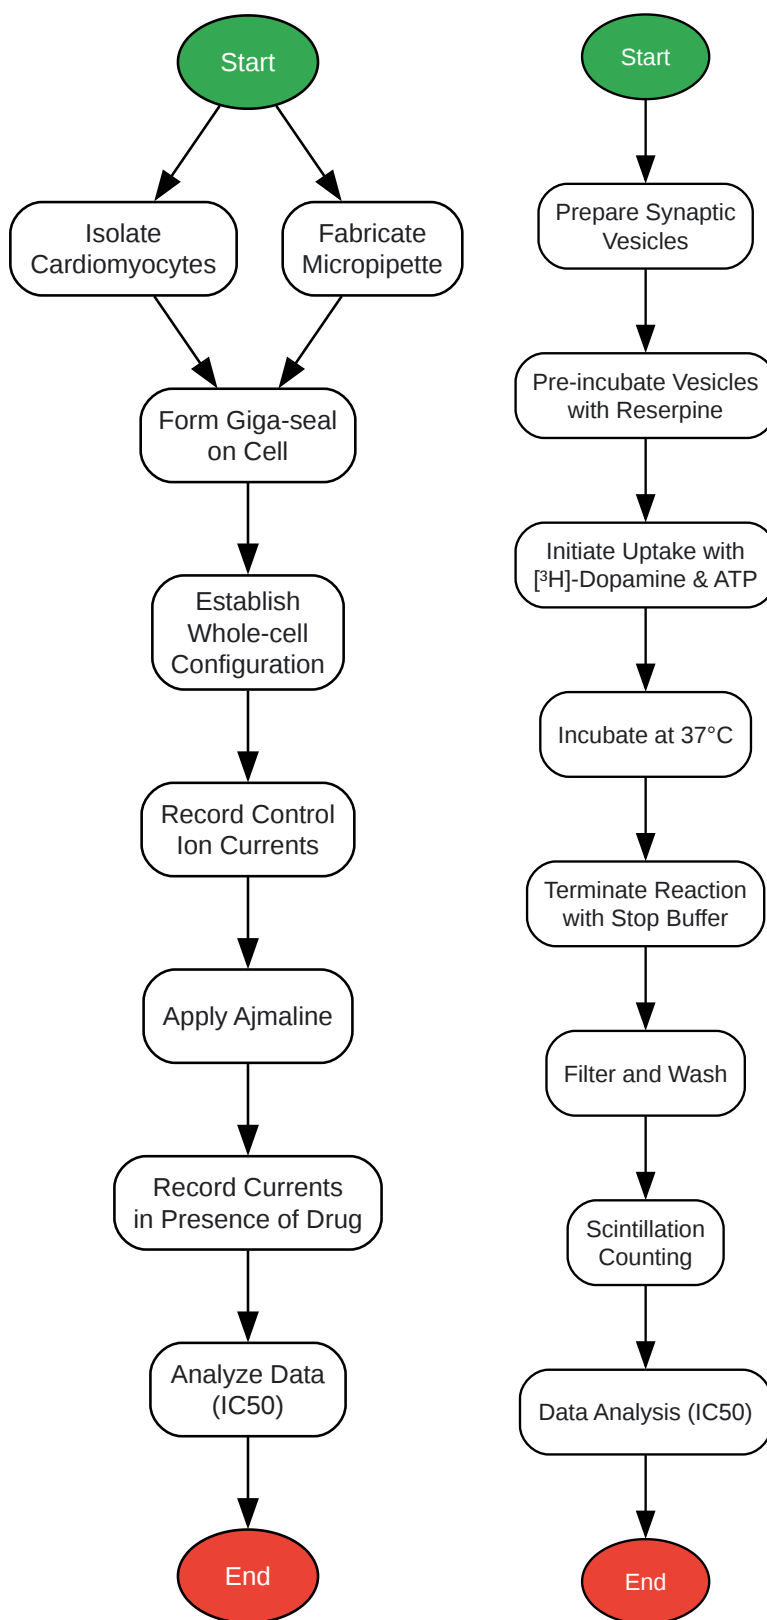 Start
Isolate
Cardiomyocytes
Fabricate
Micropipette
Form Giga-seal
on Cell
Establish
Whole-cell
Configuration
Record Control
Ion Currents
Apply Ajmaline
Record Currents
in Presence of Drug
Analyze Data
(IC50)
End
Start
Prepare Synaptic
Vesicles
Pre-incubate Vesicles
with Reserpine
Initiate Uptake with
[³H]-Dopamine & ATP
Incubate at 37°C
Terminate Reaction
with Stop Buffer
Filter and Wash
Scintillation
Counting
Data Analysis (IC50)
End